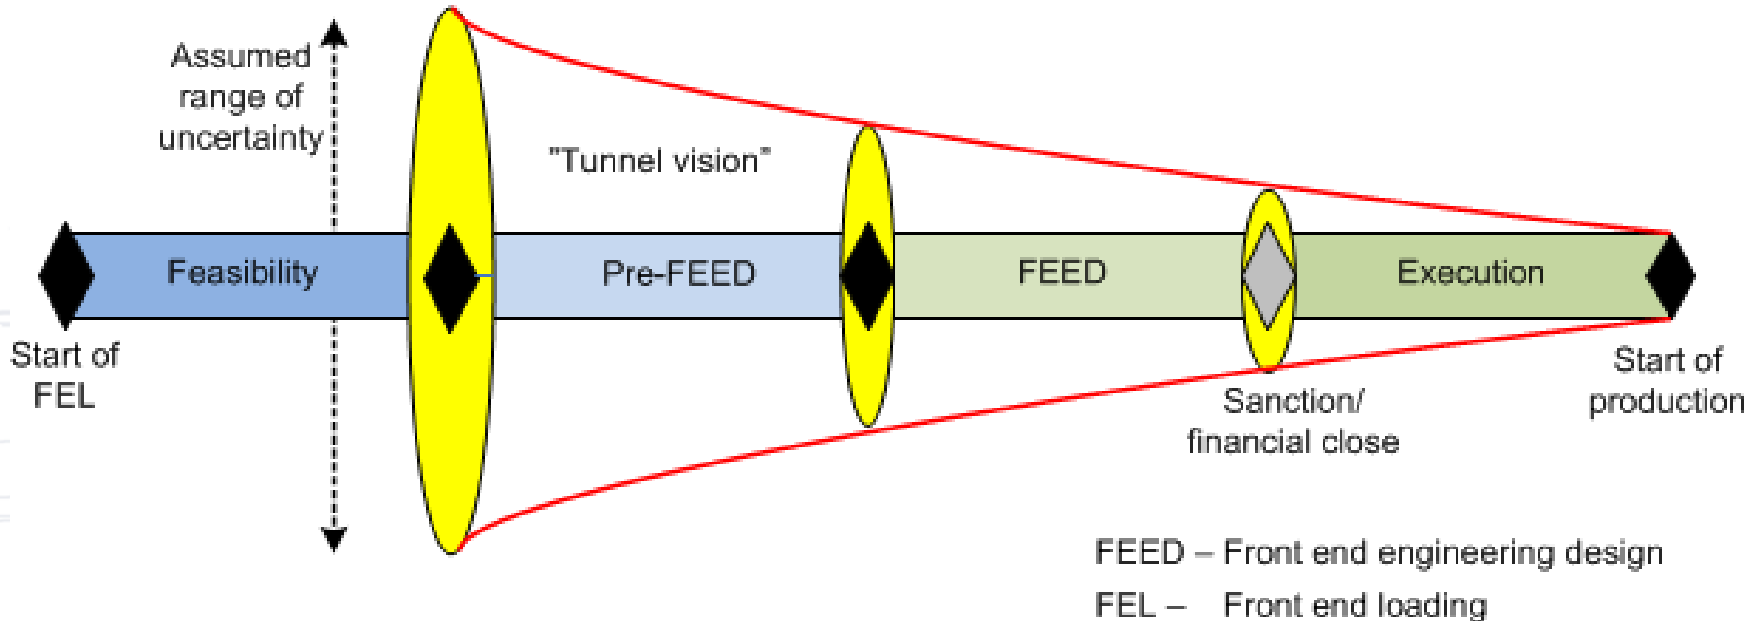 Assumed
range of
uncertainty
"Tunnel vision"
Feasibility
Pre-FEED
FEED
Execution
Start of
FEL
Sanction/
financial close
Start of
production
FEED – Front end engineering design
FEL – Front end loading